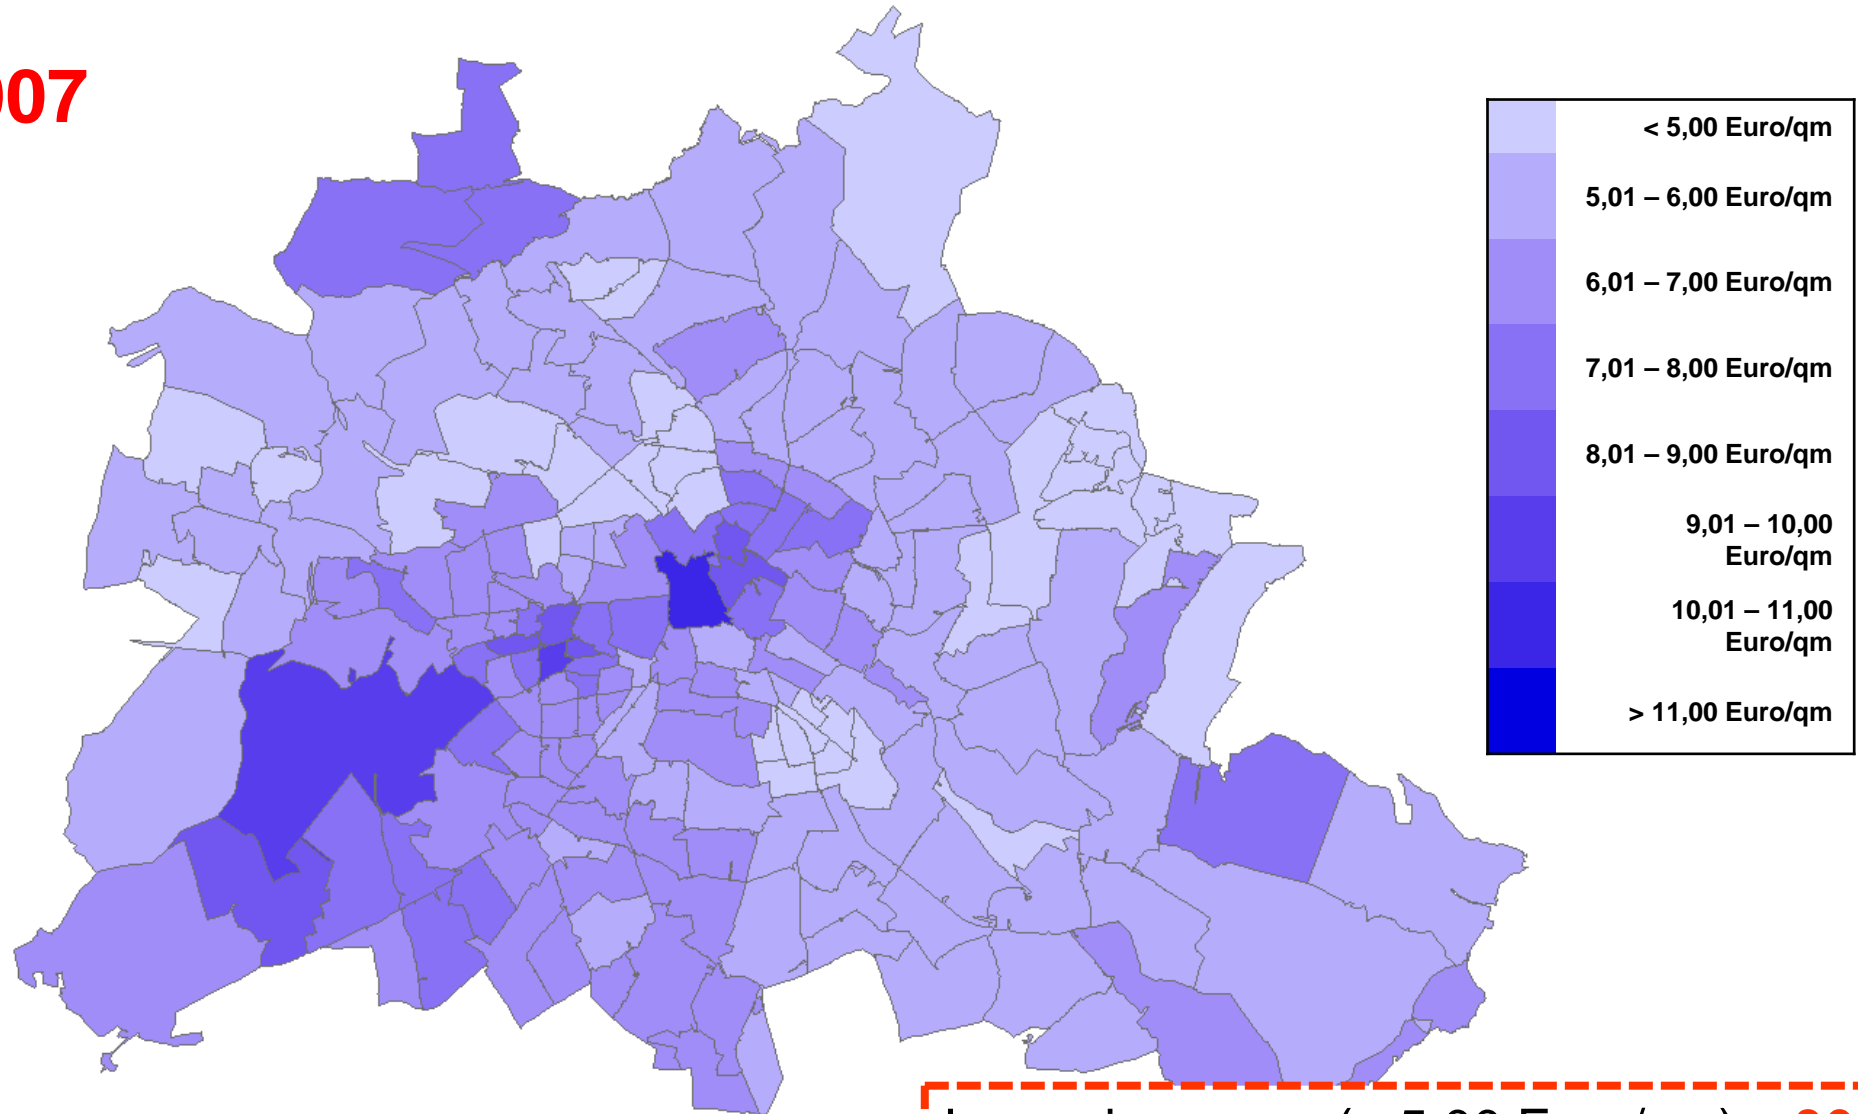 007
< 5,00 Euro/qm
5,01 – 6,00 Euro/qm
6,01 – 7,00 Euro/qm
7,01 – 8,00 Euro/qm
8,01 – 9,00 Euro/qm
9,01 – 10,00
Euro/qm
10,01 – 11,00
Euro/qm
> 11,00 Euro/qm